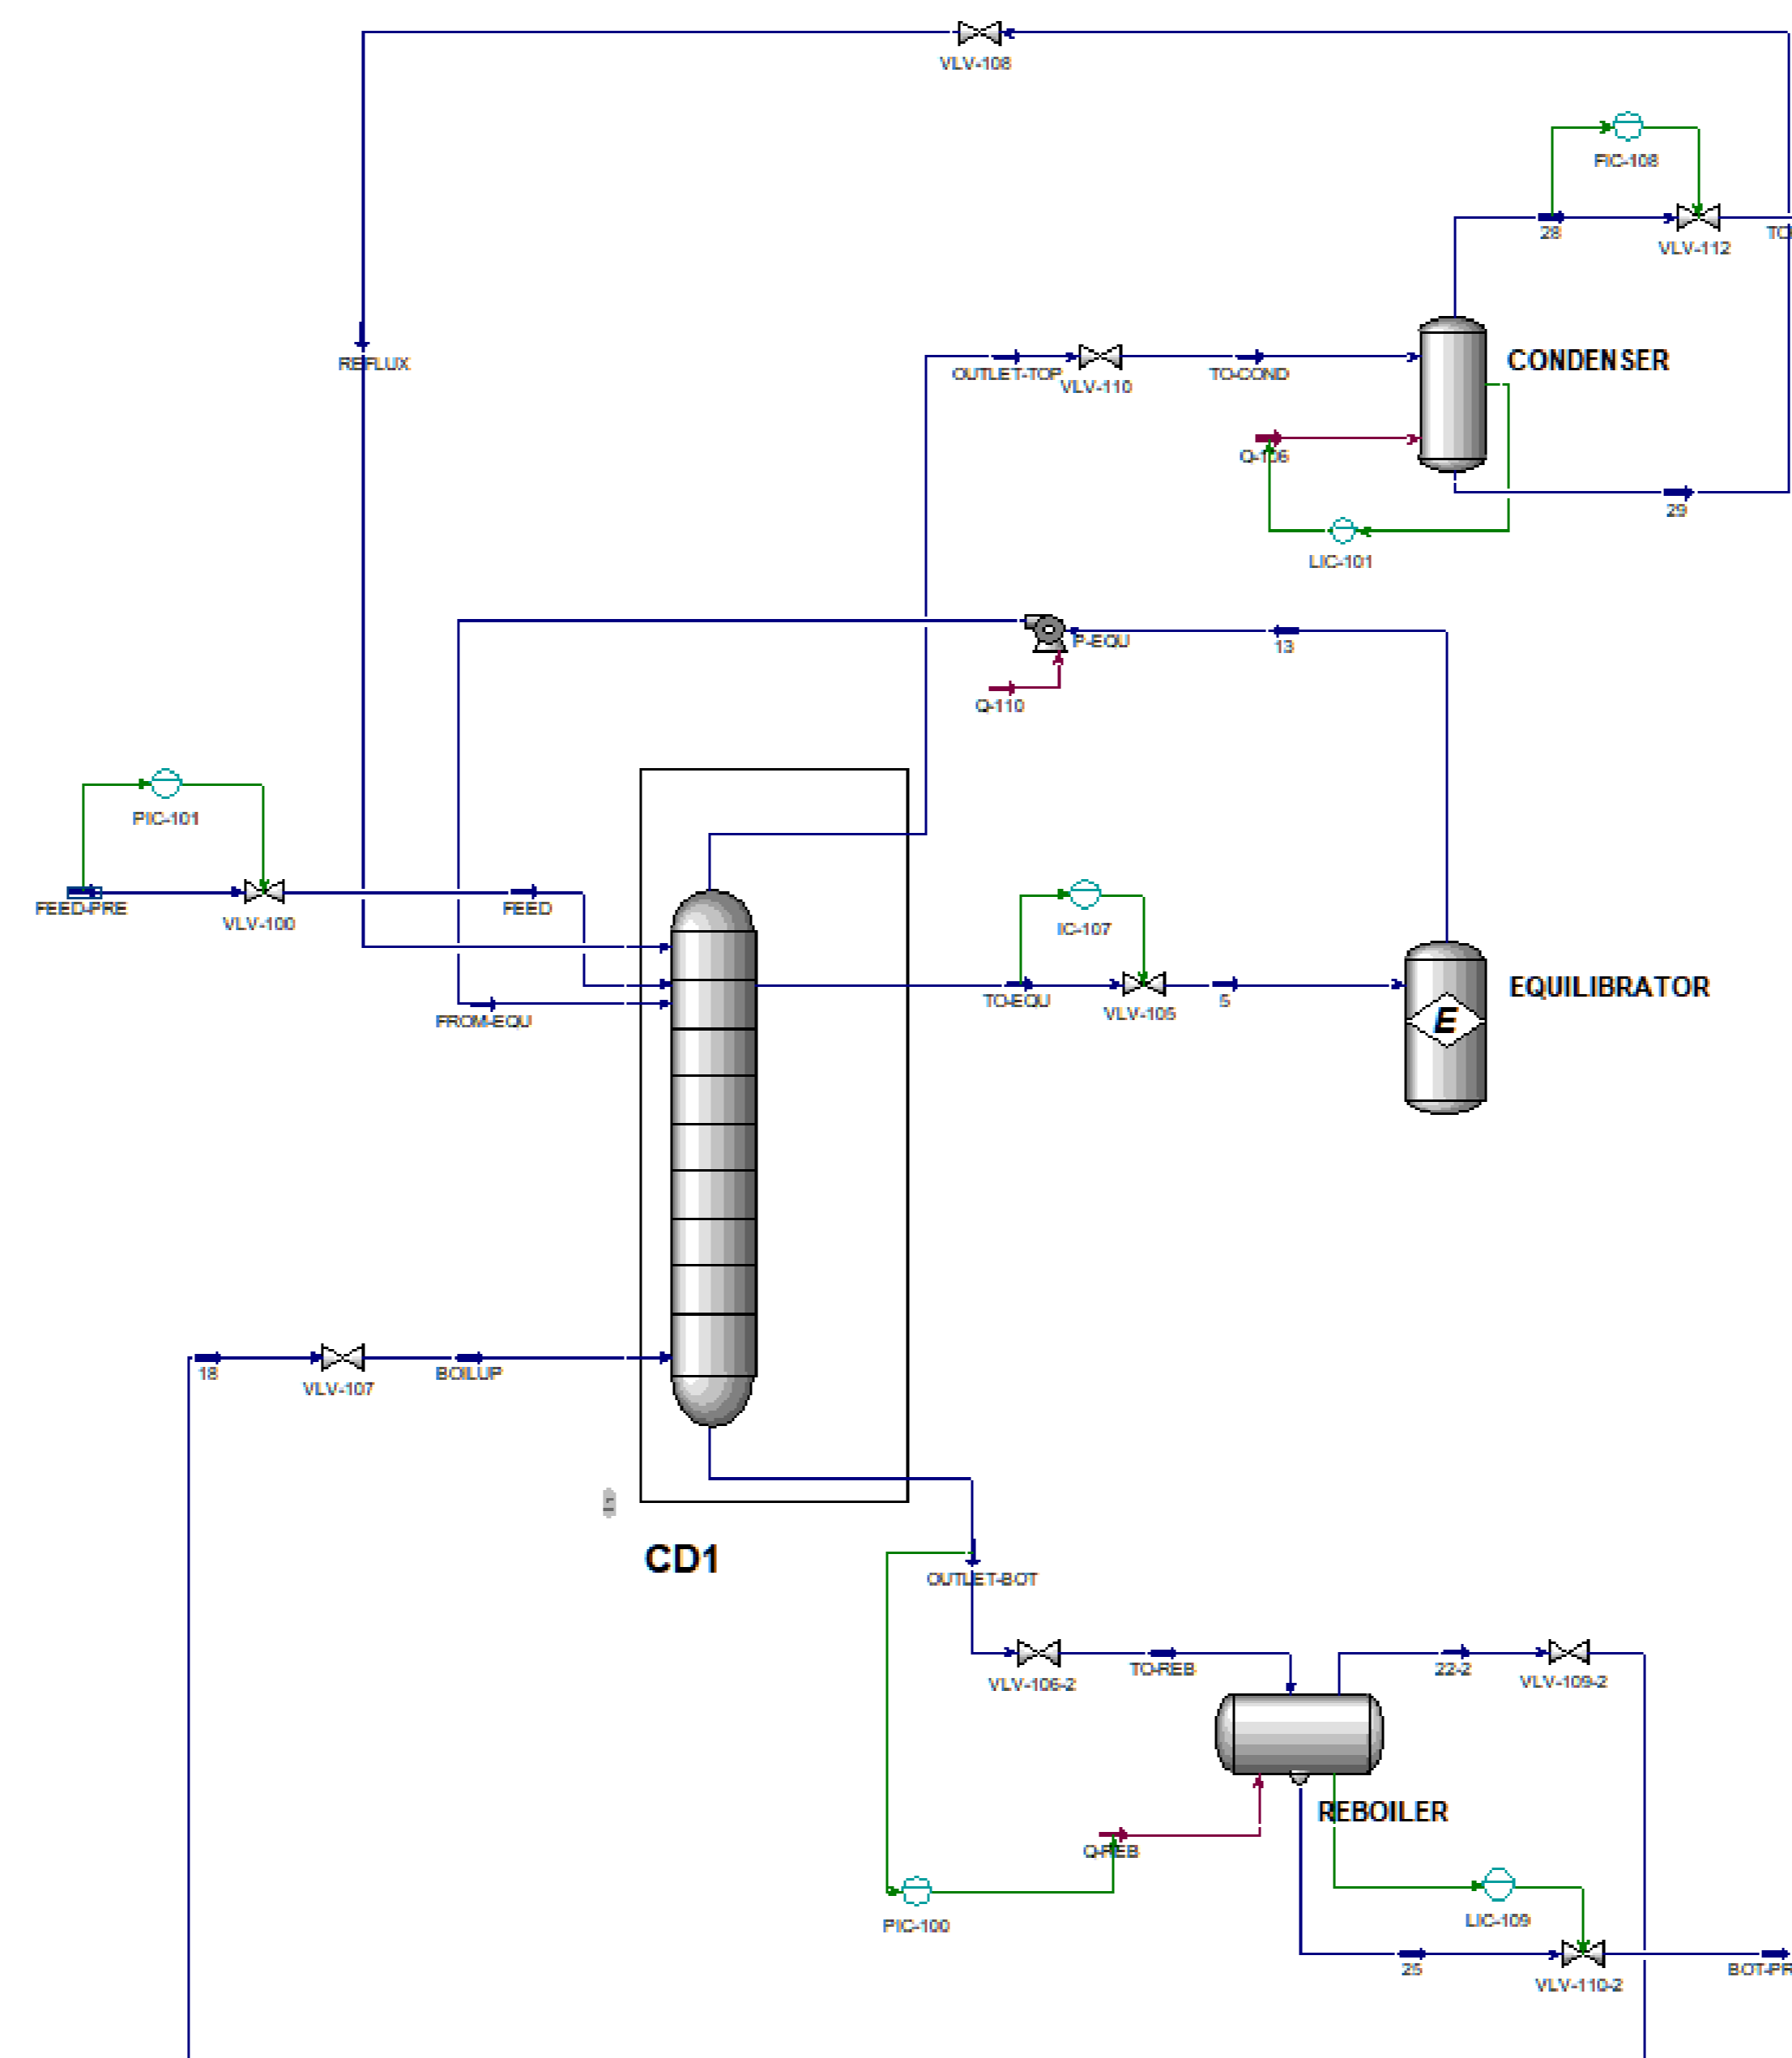 VLV-108
FIC-108
28
VLV-112
REFLUX
OUTLET-TOP
VLV-110
TO-COND
CONDENSER
Q-106
29
LIC-101
P-EQU
13
Q-110
PIC-101
FEED-PRE
VLV-100
FEED
IC-107
TO-EQU
VLV-105
5
EQUILIBRATOR
E
FROM-EQU
18
VLV-107
BOILUP
CD1
OUTLET-BOT
VLV-106-2
TO-REB
22-2
VLV-109-2
REBOILER
Q-REB
PIC-100
LIC-109
25
VLV-110-2
BOT-PR